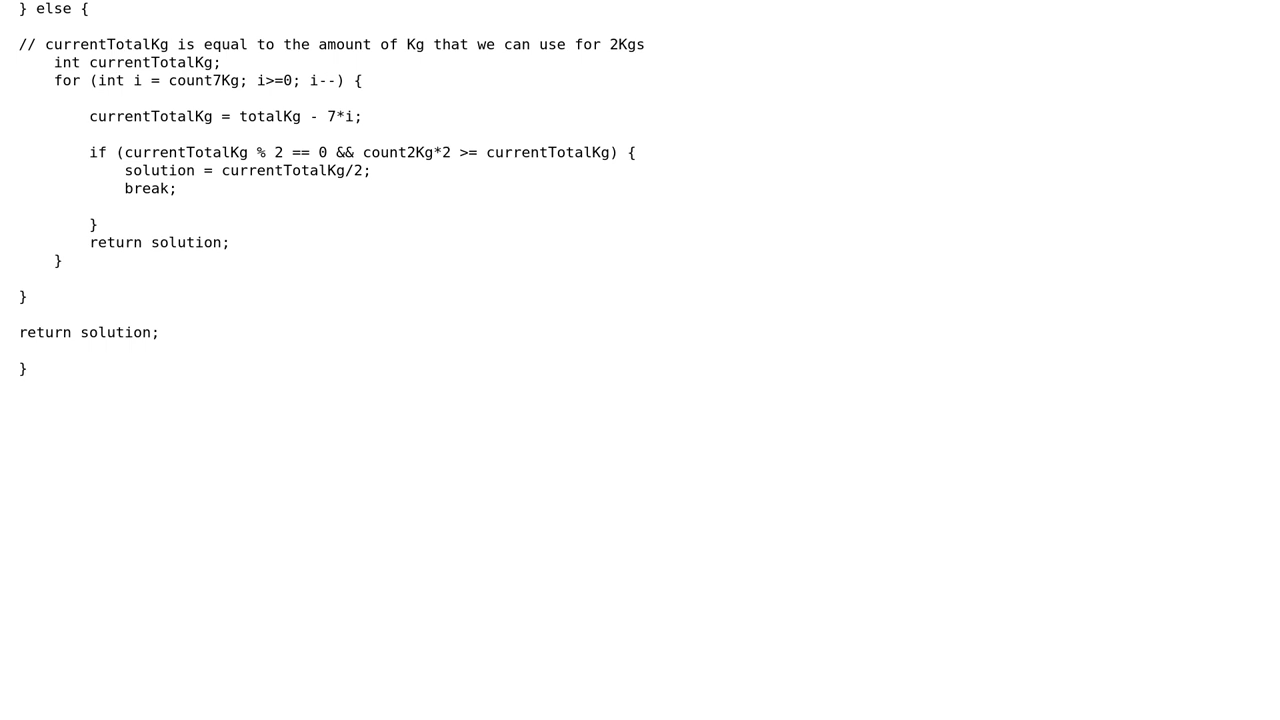 } else {
// currentTotalKg is equal to the amount of Kg that we can use for 2Kgs
    int currentTotalKg;
    for (int i = count7Kg; i>=0; i--) {
        currentTotalKg = totalKg - 7*i;
        if (currentTotalKg % 2 == 0 && count2Kg*2 >= currentTotalKg) {
            solution = currentTotalKg/2;
            break;
        }
        return solution;
    }
}
return solution;
}